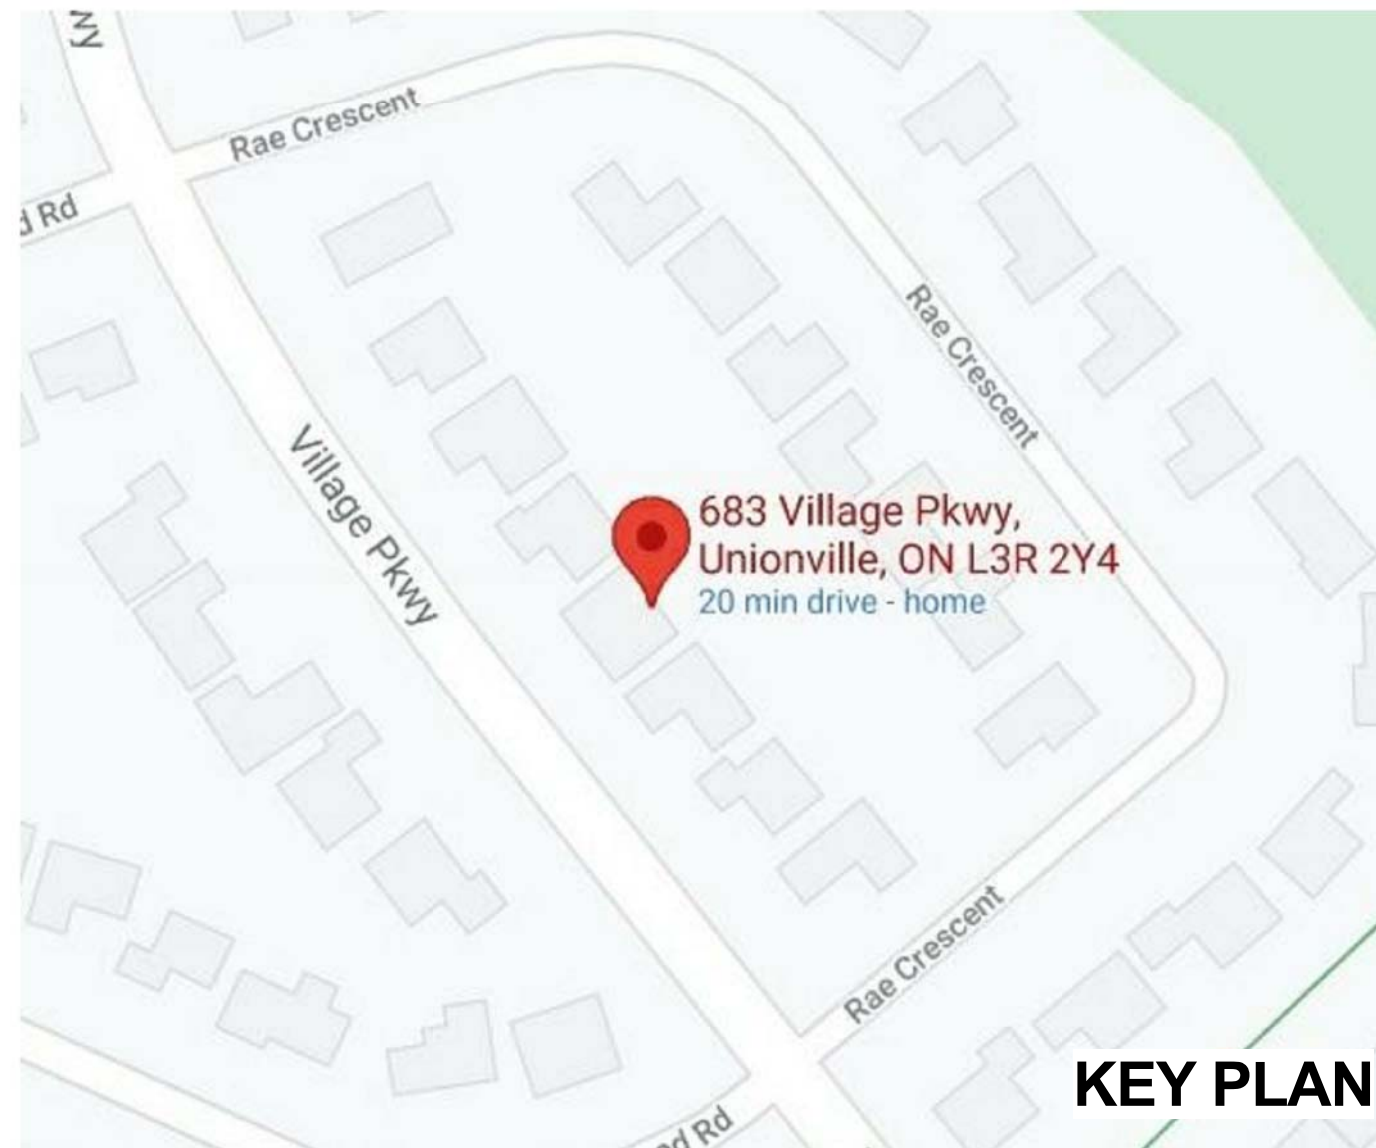 Rae Crescent
Rae Crescent
Village Pkwy
683 Village Pkwy,
Unionville, ON L3R 2Y4
20 min drive - home
Rae Crescent
Rd
Rd
KEY PLAN